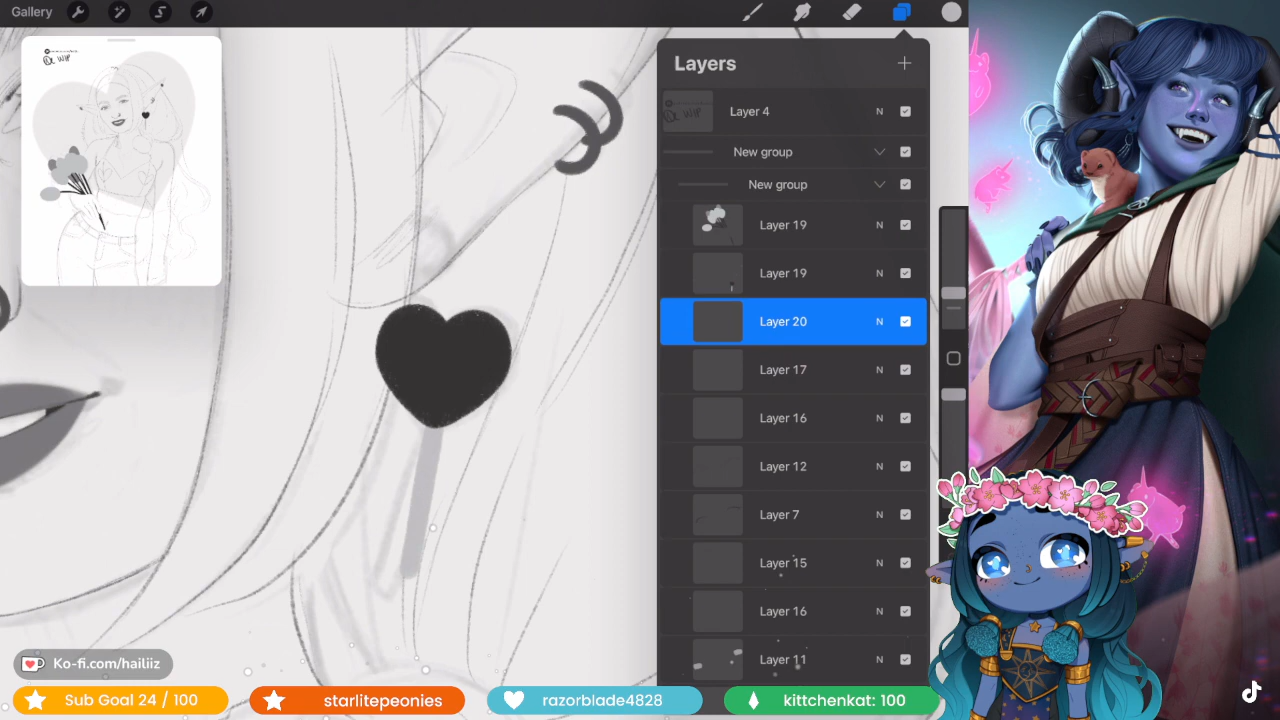 Gallery
WIP
Layers
Layer 4 N
New group
New group
Layer 19 N
Layer 19 N
Layer 20 N
Layer 17 N
Layer 16 N
Layer 12 N
Layer 7 N
Layer 15 N
Layer 16 N
Layer 11 N
Ko-fi.com/hailiiz
Sub Goal 24 / 100
starlitepeonies
razorblade4828
kittchenkat: 100